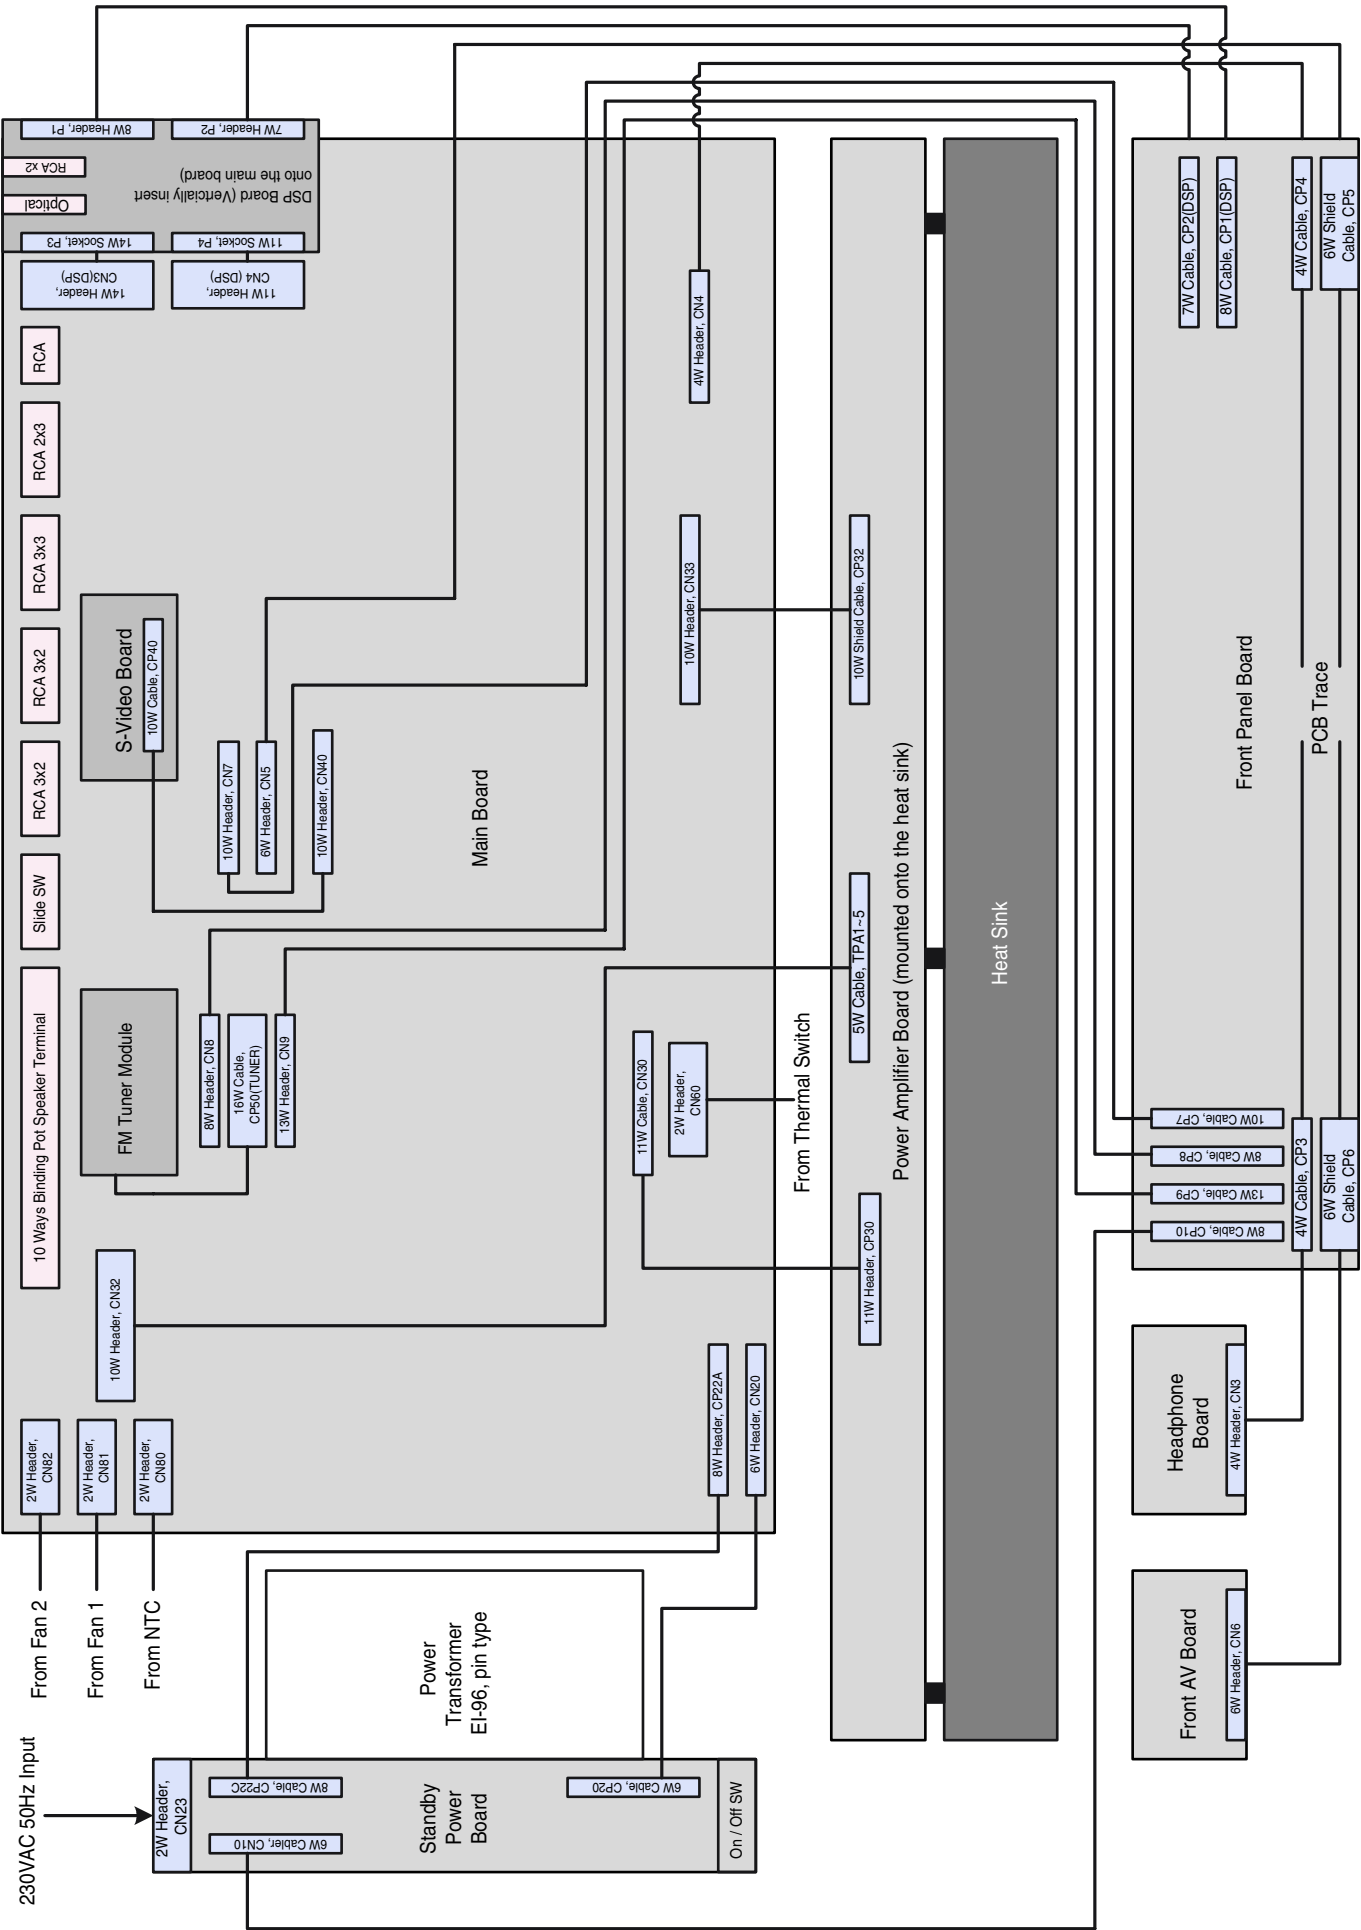 230VAC 50Hz Input
From Fan 2
From Fan 1
From NTC
2W Header,
CN82
2W Header,
CN81
2W Header,
CN80
10W Header, CN32
10 Ways Binding Pot Speaker Terminal
Slide SW
RCA 3x2
RCA 3x2
RCA 3x3
RCA 2x3
RCA
14W Header,
CN3(DSP)
11W Header,
CN4 (DSP)
14W Socket, P3
11W Socket, P4
Optical
RCA x2
DSP Board (Vertcially insert
onto the main board)
8W Header, P1
7W Header, P2
FM Tuner Module
8W Header, CN8
16W Cable,
CP50(TUNER)
13W Header, CN9
S-Video Board
10W Cable, CP40
10W Header, CN7
6W Header, CN5
10W Header, CN40
Main Board
4W Header, CN4
10W Header, CN33
11W Cable, CN30
2W Header,
CN60
From Thermal Switch
8W Header, CP22A
6W Header, CN20
2W Header,
CN23
8W Cable, CP22C
6W Cabler, CN10
6W Cable, CP20
Standby
Power
Board
On / Off SW
Power
Transformer
EI-96, pin type
11W Header, CP30
5W Cable, TPA1~5
10W Shield Cable, CP32
Power Amplifier Board (mounted onto the heat sink)
Heat Sink
Front AV Board
6W Header, CN6
Headphone
Board
4W Header, CN3
8W Cable, CP10
13W Cable, CP9
8W Cable, CP8
10W Cable, CP7
4W Cable, CP3
6W Shield
Cable, CP6
Front Panel Board
PCB Trace
7W Cable, CP2(DSP)
8W Cable, CP1(DSP)
4W Cable, CP4
6W Shield
Cable, CP5